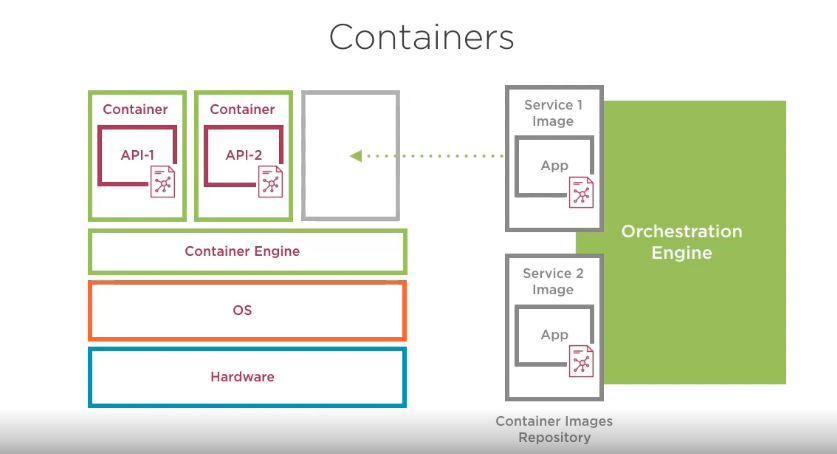 Containers
Container
API-1
Container
API-2
Container Engine
OS
Hardware
Service 1
Image
App
Service 2
Image
App
Container Images
Repository
Orchestration
Engine